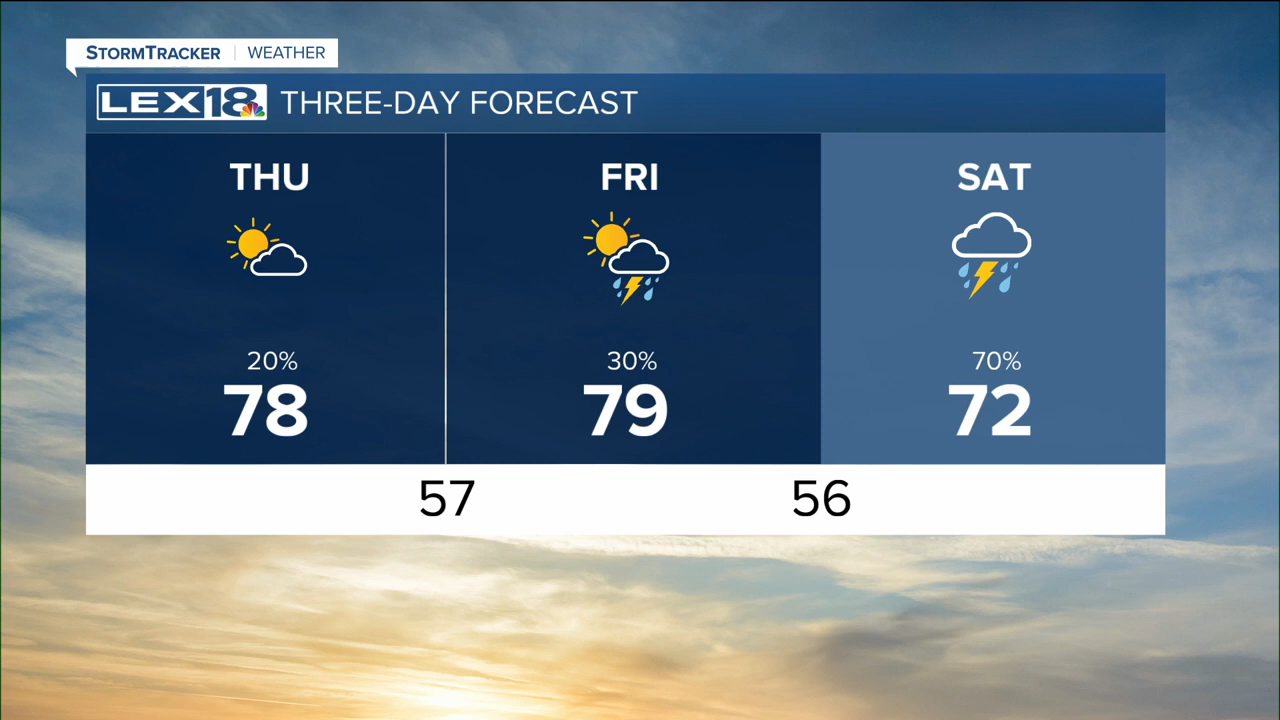 STORMTRACKER | WEATHER
LEX18 THREE-DAY FORECAST
THU FRI SAT
20% 30% 70%
78 79 72
57 56